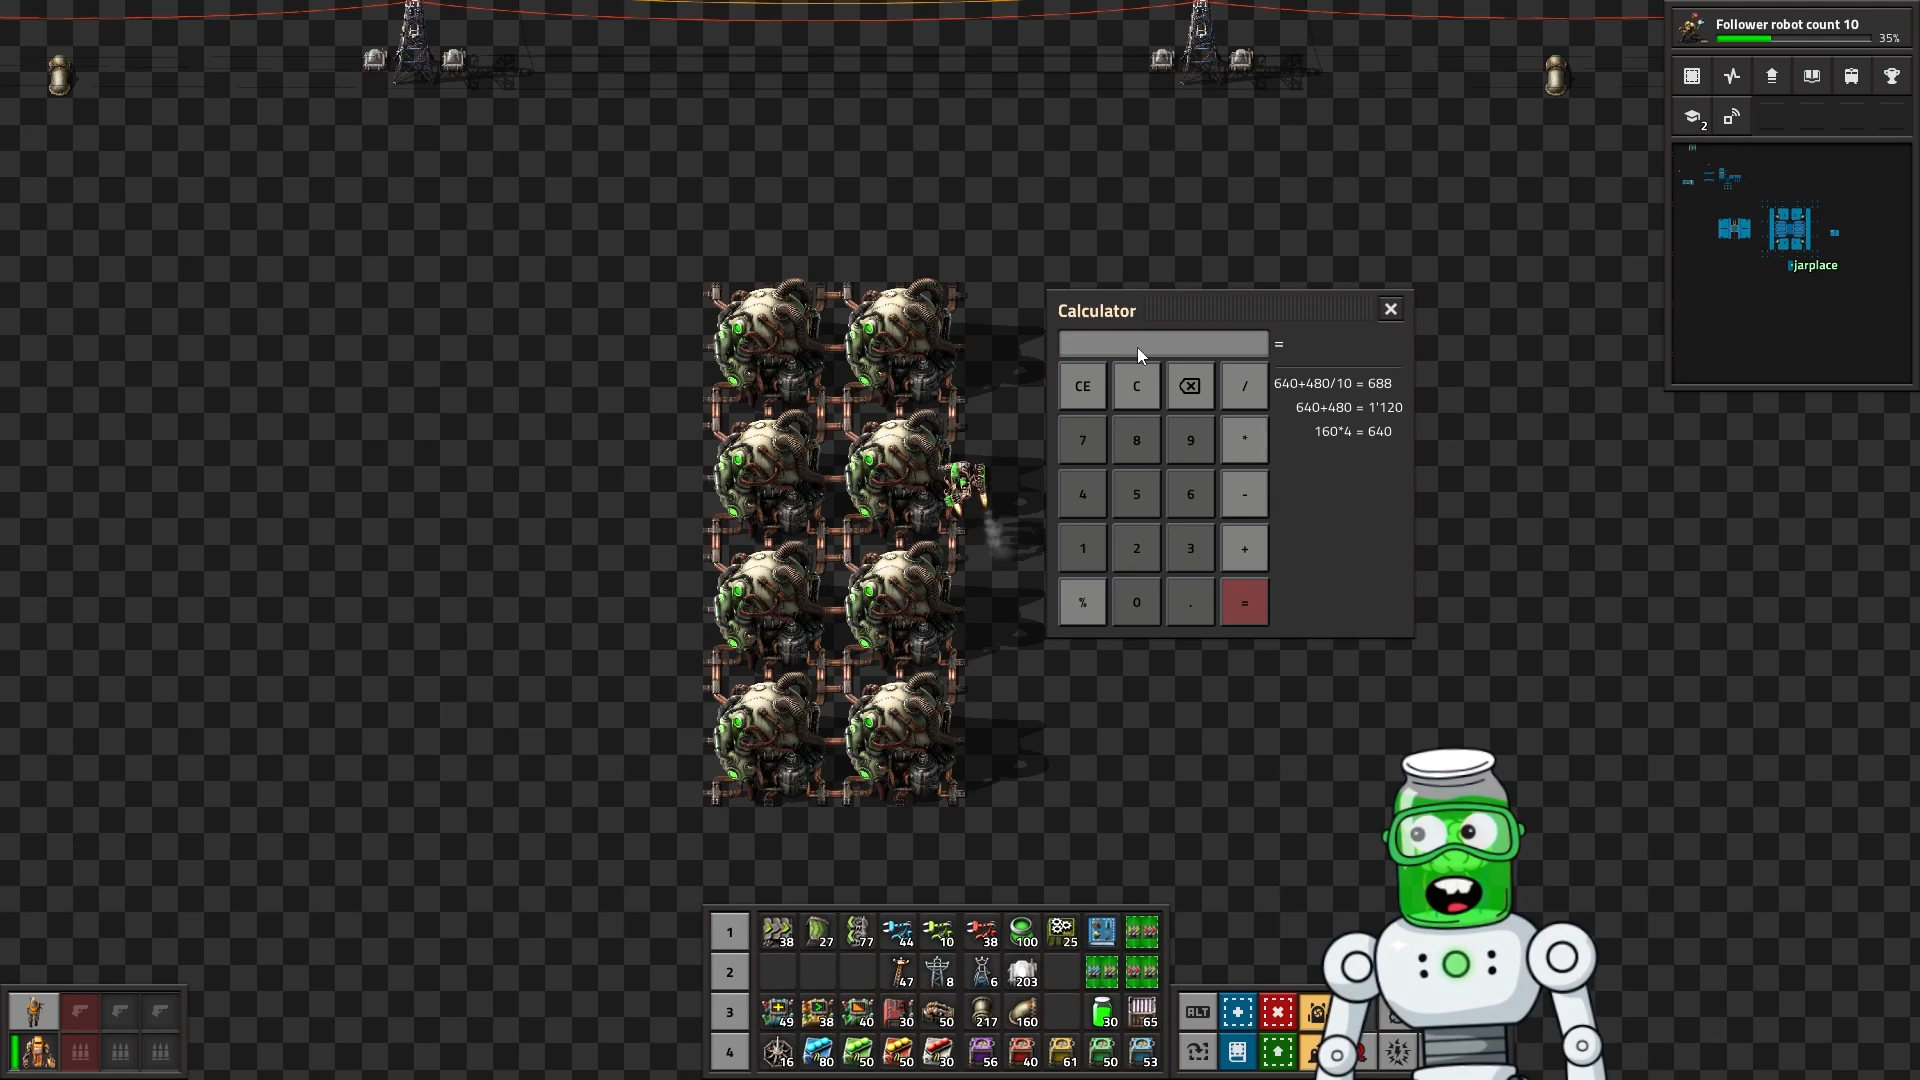 Follower robot count 10
35%
2
jarplace
Calculator
=
CE C /
640+480/10 = 688
640+480 = 1'120
160*4 = 640
7 8 9 *
4 5 6 -
1 2 3 +
% 0 . =
1 38 27 77 44 10 38 100 25
2 47 8 6 203
3 49 38 40 30 50 217 160 30 65
ALT
4 16 80 50 50 30 56 40 61 50 53